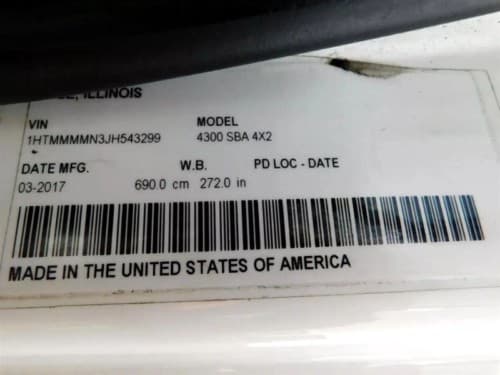 ILLINOIS
VIN MODEL
1HTMMMMN3JH543299 4300 SBA 4X2
DATE MFG. W.B. PD LOC - DATE
03-2017 690.0 cm 272.0 in
MADE IN THE UNITED STATES OF AMERICA